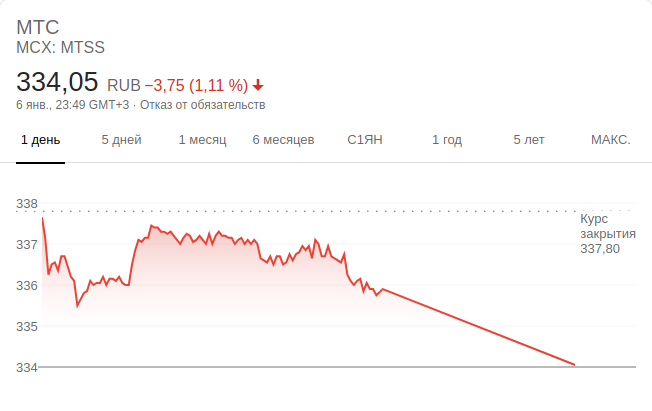 МТС
MCX: MTSS
334,05 RUB −3,75 (1,11 %)
6 янв., 23:49 GMT+3 · Отказ от обязательств
1 день 5 дней 1 месяц 6 месяцев С1ЯН 1 год 5 лет МАКС.
338
Курс
закрытия
337,80
337
336
335
334